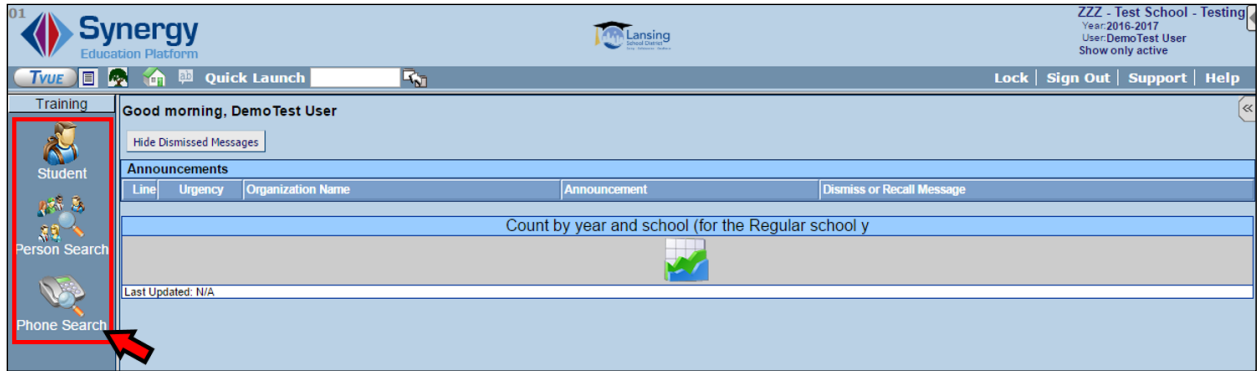 01
Synergy
Education Platform
Lansing
School District
ZZZ - Test School - Testing
Year:2016-2017
User:DemoTest User
Show only active
TVUE
Quick Launch
Lock | Sign Out | Support | Help
Training
Student
Person Search
Phone Search
Good morning, DemoTest User
Hide Dismissed Messages
Announcements
Line Urgency Organization Name Announcement Dismiss or Recall Message
Count by year and school (for the Regular school y
Last Updated: N/A